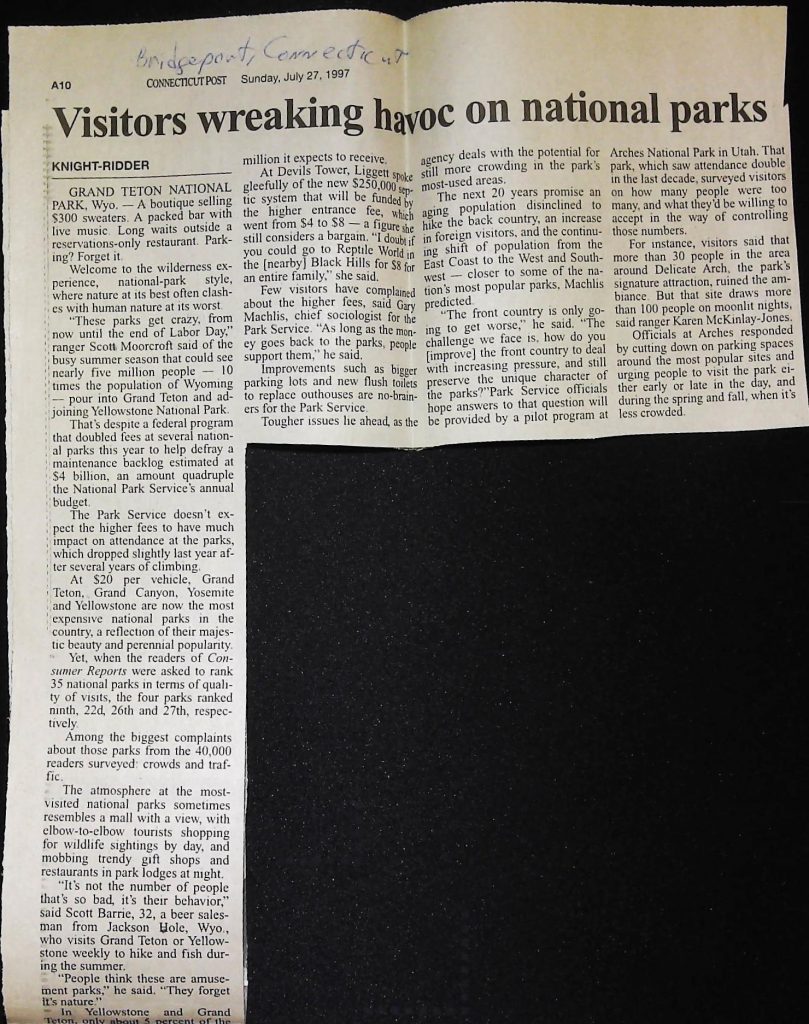 Bridgeport, Connecticut
A10
CONNECTICUT POST Sunday, July 27, 1997
Visitors wreaking havoc on national parks
KNIGHT-RIDDER
GRAND TETON NATIONAL
PARK, Wyo. — A boutique selling
$300 sweaters. A packed bar with
live music. Long waits outside a
reservations-only restaurant. Park-
ing? Forget it.
Welcome to the wilderness ex-
perience, national-park style,
where nature at its best often clash-
es with human nature at its worst.
"These parks get crazy, from
now until the end of Labor Day,"
ranger Scott Moorcroft said of the
busy summer season that could see
nearly five million people — 10
times the population of Wyoming
— pour into Grand Teton and ad-
joining Yellowstone National Park.
That's despite a federal program
that doubled fees at several nation-
al parks this year to help defray a
maintenance backlog estimated at
$4 billion, an amount quadruple
the National Park Service's annual
budget.
The Park Service doesn't ex-
pect the higher fees to have much
impact on attendance at the parks,
which dropped slightly last year af-
ter several years of climbing.
At $20 per vehicle, Grand
Teton, Grand Canyon, Yosemite
and Yellowstone are now the most
expensive national parks in the
country, a reflection of their majes-
tic beauty and perennial popularity.
Yet, when the readers of Con-
sumer Reports were asked to rank
35 national parks in terms of quali-
ty of visits, the four parks ranked
ninth, 22d, 26th and 27th, respec-
tively.
Among the biggest complaints
about those parks from the 40,000
readers surveyed: crowds and traf-
fic.
The atmosphere at the most-
visited national parks sometimes
resembles a mall with a view, with
elbow-to-elbow tourists shopping
for wildlife sightings by day, and
mobbing trendy gift shops and
restaurants in park lodges at night.
"It's not the number of people
that's so bad, it's their behavior,"
said Scott Barrie, 32, a beer sales-
man from Jackson Hole, Wyo.,
who visits Grand Teton or Yellow-
stone weekly to hike and fish dur-
ing the summer.
"People think these are amuse-
ment parks," he said. "They forget
it's nature."
In Yellowstone and Grand
Teton, only about 5 percent of the
million it expects to receive.
At Devils Tower, Liggett spoke
gleefully of the new $250,000 sep-
tic system that will be funded by
the higher entrance fee, which
went from $4 to $8 — a figure she
still considers a bargain. "I doubt if
you could go to Reptile World in
the [nearby] Black Hills for $8 for
an entire family," she said.
Few visitors have complained
about the higher fees, said Gary
Machlis, chief sociologist for the
Park Service. "As long as the mon-
ey goes back to the parks, people
support them," he said.
Improvements such as bigger
parking lots and new flush toilets
to replace outhouses are no-brain-
ers for the Park Service.
Tougher issues lie ahead, as the
agency deals with the potential for
still more crowding in the park's
most-used areas.
The next 20 years promise an
aging population disinclined to
hike the back country, an increase
in foreign visitors, and the continu-
ing shift of population from the
East Coast to the West and South-
west — closer to some of the na-
tion's most popular parks, Machlis
predicted.
"The front country is only go-
ing to get worse," he said. "The
challenge we face is, how do you
[improve] the front country to deal
with increasing pressure, and still
preserve the unique character of
the parks?"Park Service officials
hope answers to that question will
be provided by a pilot program at
Arches National Park in Utah. That
park, which saw attendance double
in the last decade, surveyed visitors
on how many people were too
many, and what they'd be willing to
accept in the way of controlling
those numbers.
For instance, visitors said that
more than 30 people in the area
around Delicate Arch, the park's
signature attraction, ruined the am-
biance. But that site draws more
than 100 people on moonlit nights,
said ranger Karen McKinlay-Jones.
Officials at Arches responded
by cutting down on parking spaces
around the most popular sites and
urging people to visit the park ei-
ther early or late in the day, and
during the spring and fall, when it's
less crowded.